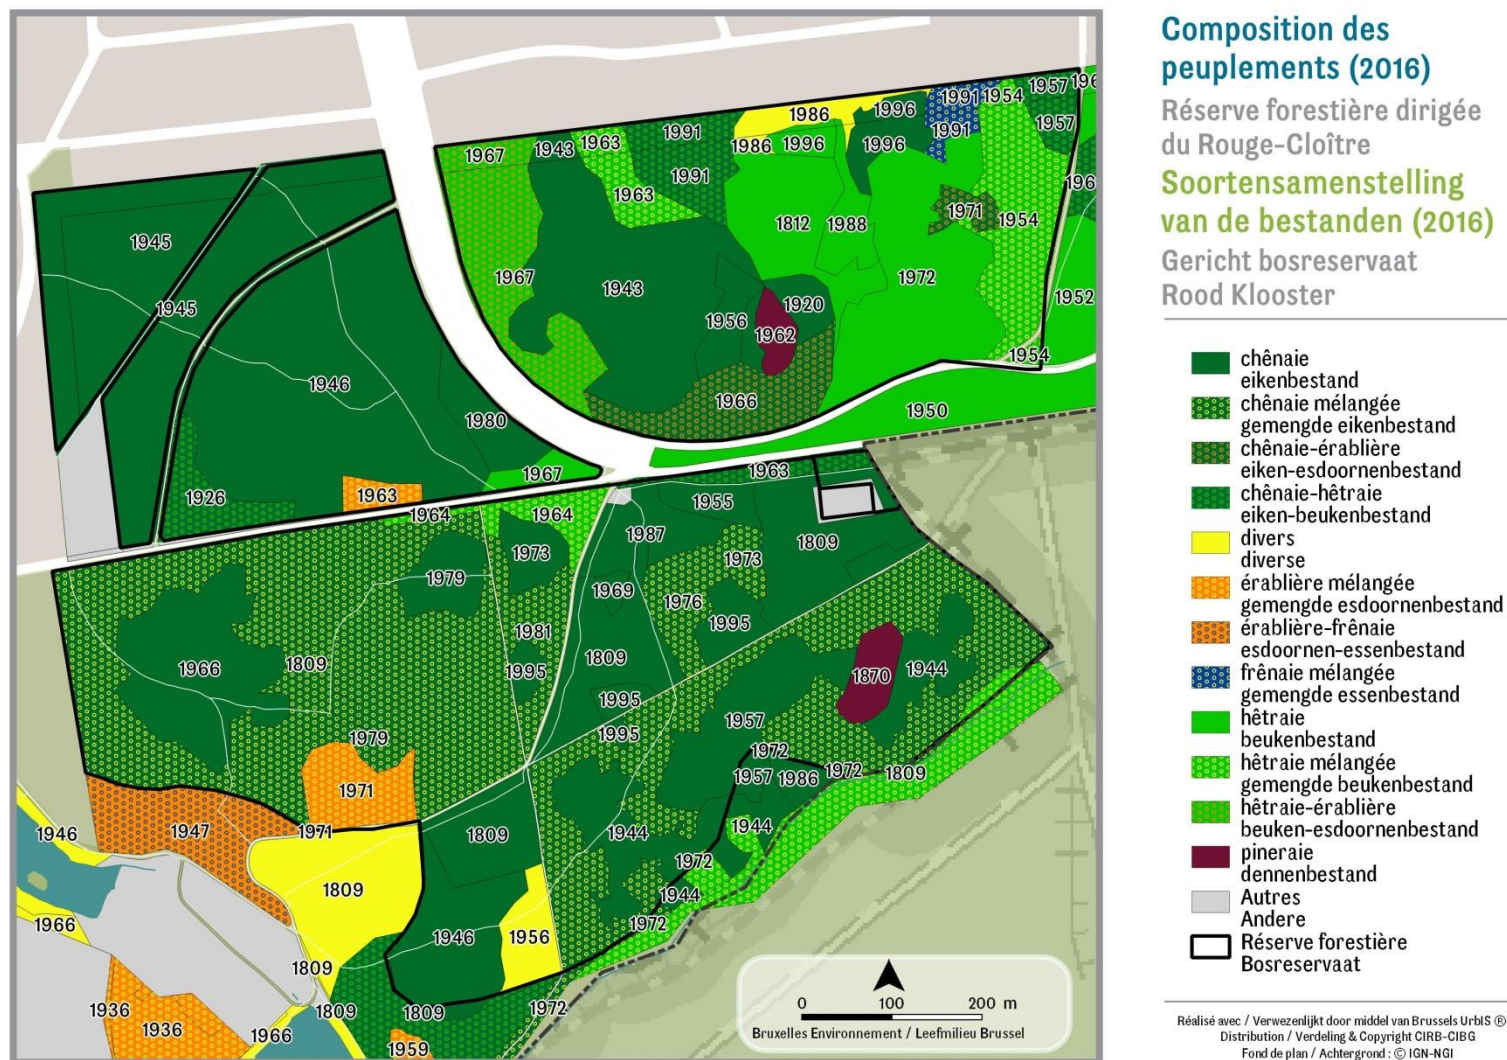 Composition des
peuplements (2016)
Réserve forestière dirigée
du Rouge-Cloître
Soortensamenstelling
van de bestanden (2016)
Gericht bosreservaat
Rood Klooster
chênaie
eikenbestand
chênaie mélangée
gemengde eikenbestand
chênaie-érablière
eiken-esdoornenbestand
chênaie-hêtraie
eiken-beukenbestand
divers
diverse
érablière mélangée
gemengde esdoornenbestand
érablière-frênaie
esdoornen-essenbestand
frênaie mélangée
gemengde essenbestand
hêtraie
beukenbestand
hêtraie mélangée
gemengde beukenbestand
hêtraie-érablière
beuken-esdoornenbestand
pineraie
dennenbestand
Autres
Andere
Réserve forestière
Bosreservaat
Réalisé avec / Verwezenlijkt door middel van Brussels UrbIS ®
Distribution / Verdeling & Copyright CIRB-CIBG
Fond de plan / Achtergrond : © IGN-NGI
1957
1991 1954
1996
1986
1957
1991
1991
1943 1963
1967
1986 1996 1996
1991
1963
1971
1954
1812 1988
1945
1967
1972
1943
1952
1945
1920
1956
1962
1954
1946
1966
1950
1980
1967
1963
1926 1963
1955
1964 1964
1987
1809
1973
1973
1979
1969
1976
1995
1981
1966 1809
1809
1995
1944
1870
1995
1957
1995
1979
1972
1972 1809
1957 1986
1971
1946 1947 1971
1809 1944 1944
1972
1809
1944
1966
1972
1946 1956
1809
1936
1809 1809 1972
1936 1966
1959
0 100 200 m
Bruxelles Environnement / Leefmilieu Brussel